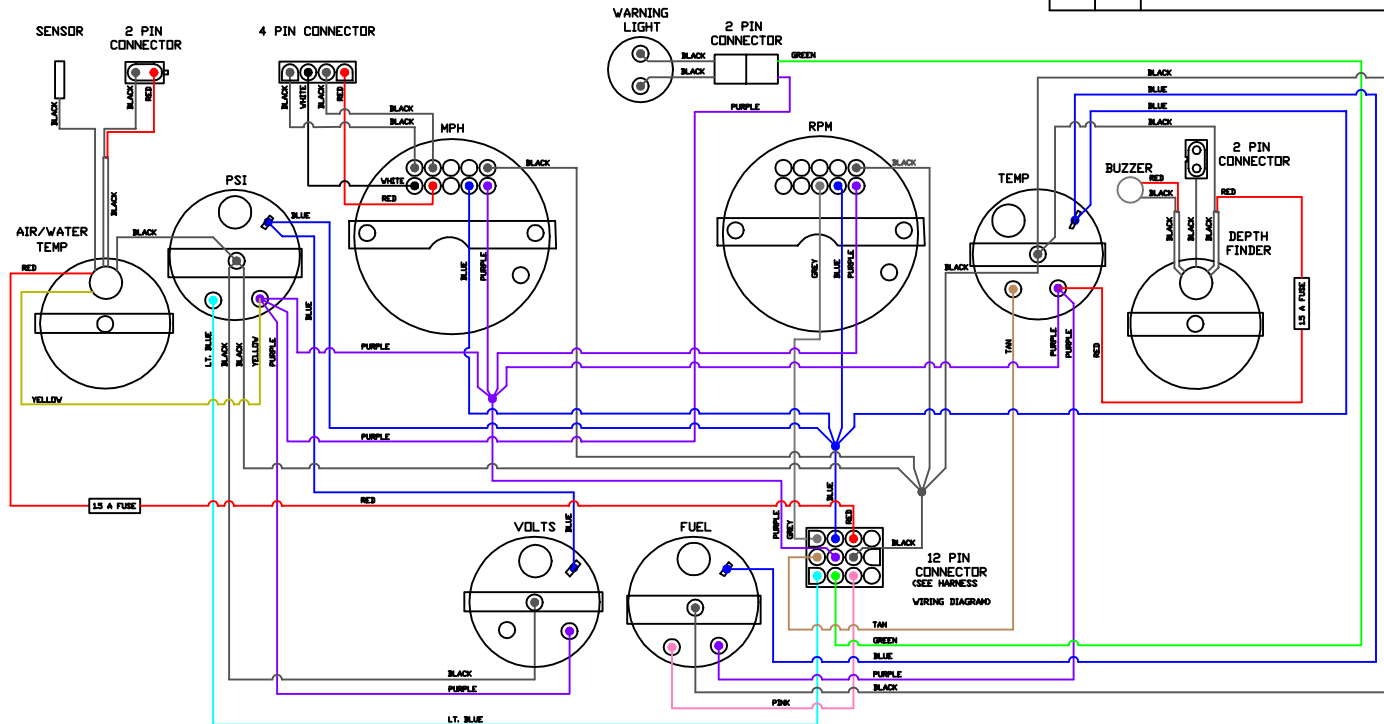 SENSOR
2 PIN
CONNECTOR
4 PIN CONNECTOR
WARNING
LIGHT
2 PIN
CONNECTOR
BLACK
BLACK
GREEN
PURPLE
BLACK
BLUE
BLUE
BLACK
BLACK
BLACK
RED
BLACK
WHITE
BLACK
RED
BLACK
BLACK
MPH
RPM
BLACK
BLACK
WHITE
RED
2 PIN
CONNECTOR
BUZZER
RED
BLACK
RED
TEMP
PSI
BLUE
BLACK
BLACK
AIR/WATER
TEMP
RED
BLACK
BLACK
BLACK
DEPTH
FINDER
BLUE
PURPLE
GREY
BLUE
PURPLE
BLACK
BLUE
15 A FUSE
LT. BLUE
BLACK
BLACK
YELLOW
PURPLE
PURPLE
TAN
PURPLE
PURPLE
RED
YELLOW
PURPLE
15 A FUSE
RED
BLUE
RED
PURPLE
GREY
BLUE
VOLTS
FUEL
BLACK
12 PIN
CONNECTOR
(SEE HARNESS
WIRING DIAGRAM)
TAN
GREEN
BLUE
BLACK
PURPLE
PURPLE
BLACK
PINK
LT. BLUE